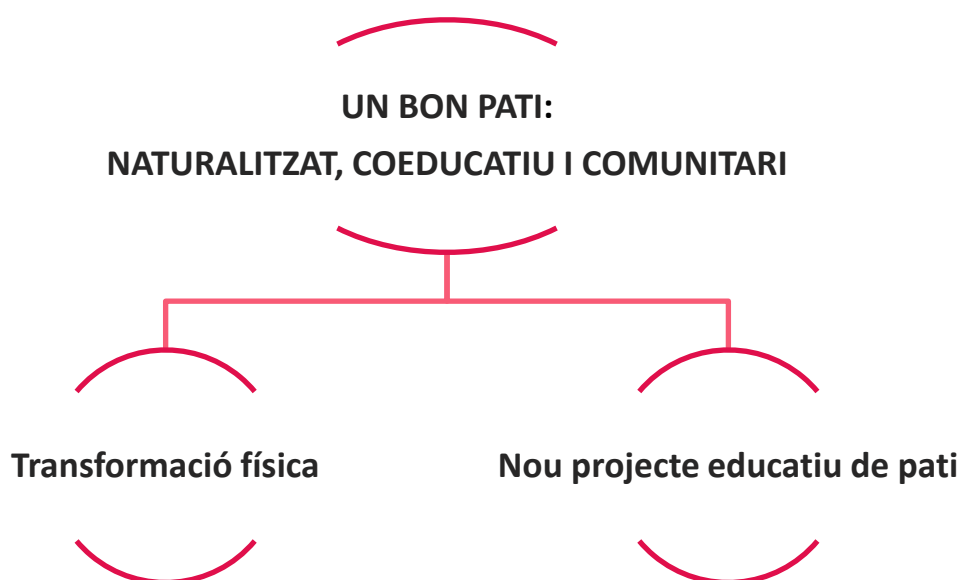 UN BON PATI:
NATURALITZAT, COEDUCATIU I COMUNITARI
Transformació física
Nou projecte educatiu de pati